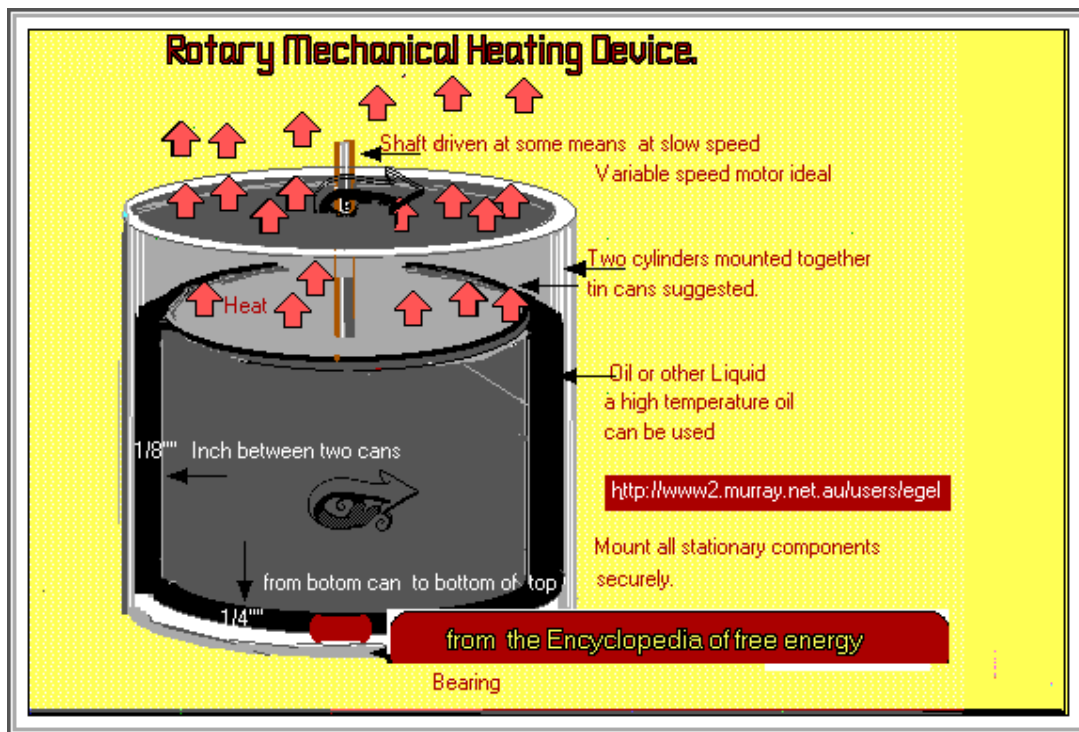 Rotary Mechanical Heating Device.
Shaft driven at some means at slow speed
Variable speed motor ideal
Two cylinders mounted together
tin cans suggested.
Heat
Oil or other Liquid
a high temperature oil
can be used
1/8"" Inch between two cans
http://www2.murray.net.au/users/egel
Mount all stationary components
securely.
from botom can to bottom of top
1/4""
from the Encyclopedia of free energy
Bearing